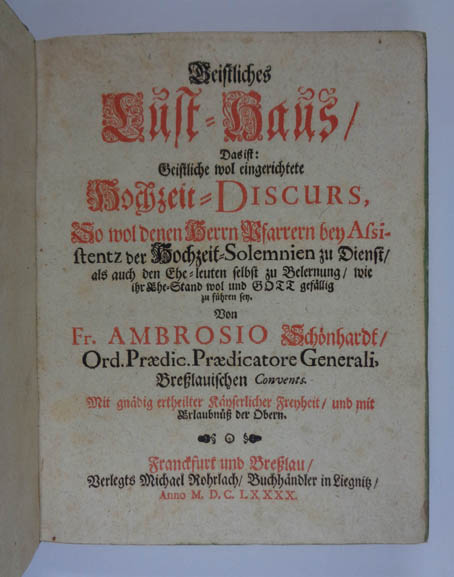 Geistliches
Lust-Hauß/
Das ist:
Geistliche wol eingerichtete
Hochzeit-DISCURS,
So wol denen Herrn Pfarrern bey Assi-
stentz der Hochzeit-Solemnien zu Dienst/
als auch den Ehe-leuten selbst zu Belernung/ wie
ihr Ehe-Stand wol und GOTT gefällig
zu führen sey.
Von
Fr. AMBROSIO Schönhardt/
Ord. Prædic. Prædicatore Generali,
Breßlauischen Convents.
Mit gnädig ertheilter Käyserlicher Freyheit/ und mit
Erlaubnüß der Obern.
Franckfurt und Breßlau/
Verlegts Michael Rohrlach/ Buchhändler in Liegnitz/
Anno M. D. C. LXXXX.